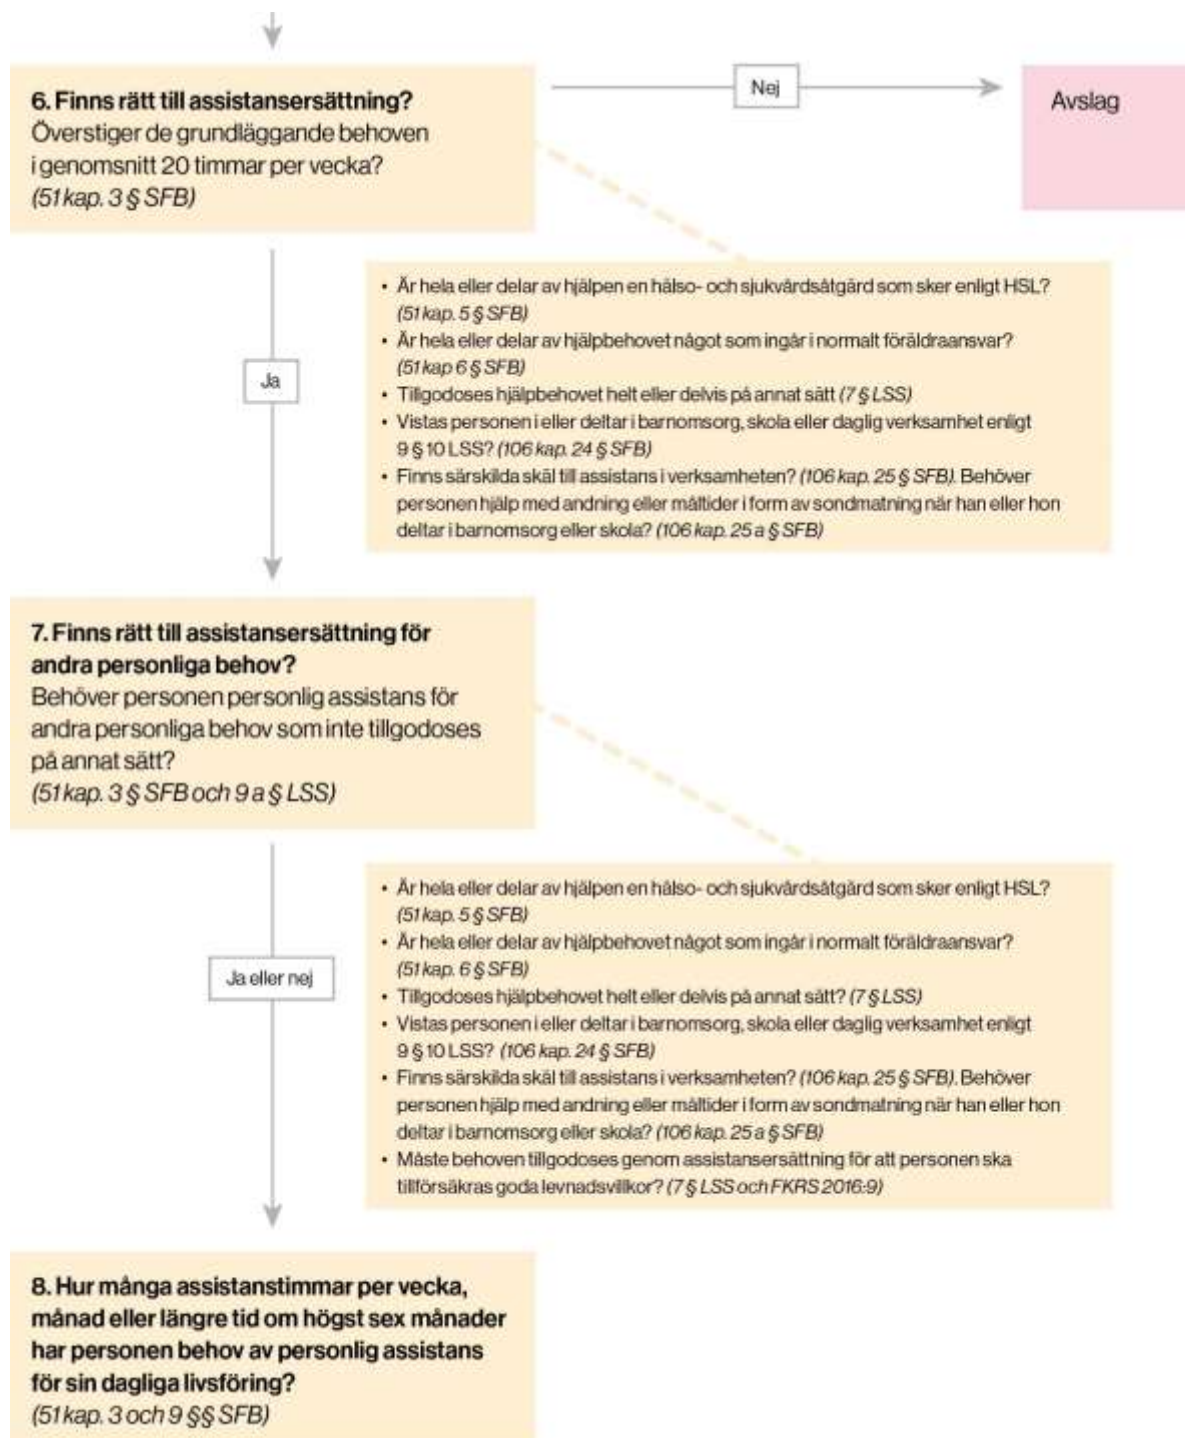 6. Finns rätt till assistansersättning?
Överstiger de grundläggande behoven
i genomsnitt 20 timmar per vecka?
(51 kap. 3 § SFB)
Nej
Avslag
• Är hela eller delar av hjälpen en hälso- och sjukvårdsåtgärd som sker enligt HSL?
(51 kap. 5 § SFB)
• Är hela eller delar av hjälpbehovet något som ingår i normalt föräldraansvar?
(51 kap 6 § SFB)
• Tillgodoses hjälpbehovet helt eller delvis på annat sätt (7 § LSS)
• Vistas personen i eller deltar i barnomsorg, skola eller daglig verksamhet enligt
9 § 10 LSS? (106 kap. 24 § SFB)
• Finns särskilda skäl till assistans i verksamheten? (106 kap. 25 § SFB). Behöver
personen hjälp med andning eller måltider i form av sondmatning när han eller hon
deltar i barnomsorg eller skola? (106 kap. 25 a § SFB)
Ja
7. Finns rätt till assistansersättning för
andra personliga behov?
Behöver personen personlig assistans för
andra personliga behov som inte tillgodoses
på annat sätt?
(51 kap. 3 § SFB och 9 a § LSS)
• Är hela eller delar av hjälpen en hälso- och sjukvårdsåtgärd som sker enligt HSL?
(51 kap. 5 § SFB)
• Är hela eller delar av hjälpbehovet något som ingår i normalt föräldraansvar?
(51 kap. 6 § SFB)
• Tillgodoses hjälpbehovet helt eller delvis på annat sätt? (7 § LSS)
• Vistas personen i eller deltar i barnomsorg, skola eller daglig verksamhet enligt
9 § 10 LSS? (106 kap. 24 § SFB)
• Finns särskilda skäl till assistans i verksamheten? (106 kap. 25 § SFB). Behöver
personen hjälp med andning eller måltider i form av sondmatning när han eller hon
deltar i barnomsorg eller skola? (106 kap. 25 a § SFB)
• Måste behoven tillgodoses genom assistansersättning för att personen ska
tillförsäkras goda levnadsvillkor? (7 § LSS och FKRS 2016:9)
Ja eller nej
8. Hur många assistanstimmar per vecka,
månad eller längre tid om högst sex månader
har personen behov av personlig assistans
för sin dagliga livsföring?
(51 kap. 3 och 9 §§ SFB)